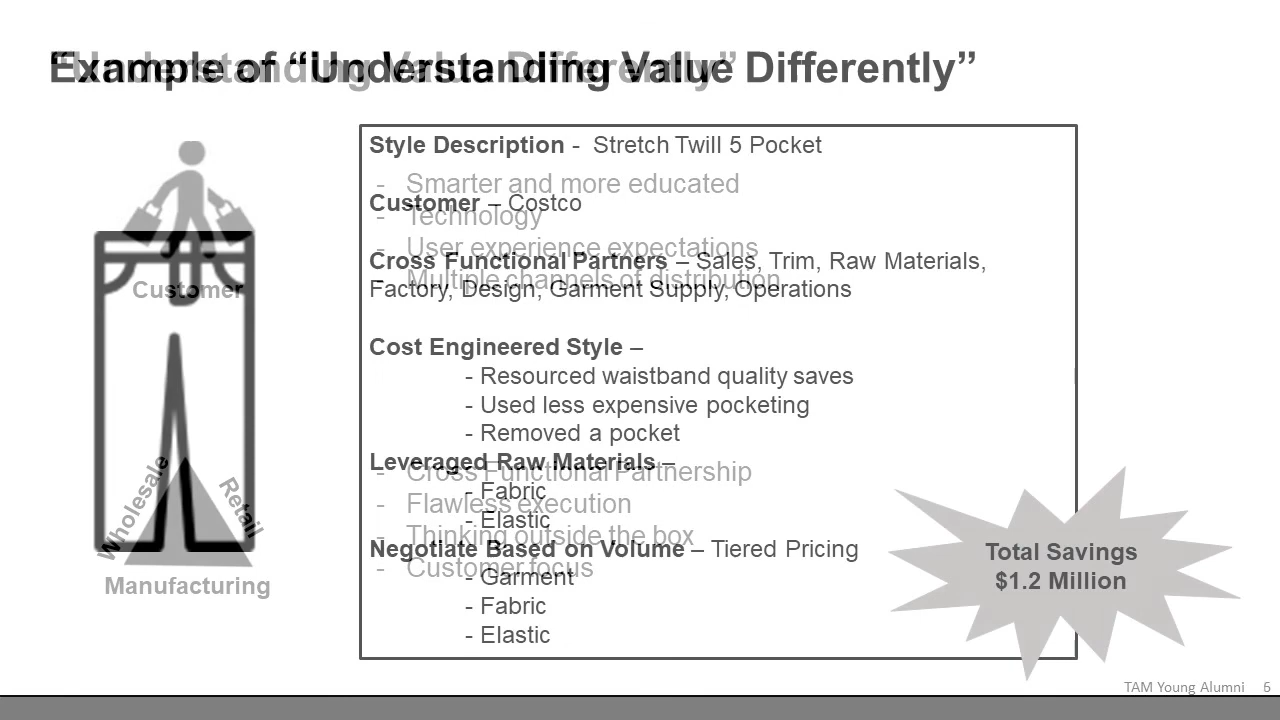 Example of “Understanding Value Differently”
“Understanding Value Differently”
Style Description - Stretch Twill 5 Pocket
- Smarter and more educated
Customer – Costco
- Technology
- User experience expectations
Cross Functional Partners – Sales, Trim, Raw Materials,
Multiple channels of distribution
Factory, Design, Garment Supply, Operations
Customer
Cost Engineered Style –
- Resourced waistband quality saves
- Used less expensive pocketing
- Removed a pocket
Leveraged Raw Materials –
- Cross Functional Partnership
- Fabric
- Flawless execution
- Elastic
- Thinking outside the box
Negotiate Based on Volume – Tiered Pricing
- Customer focus
- Garment
- Fabric
- Elastic
Wholesale
Retail
Manufacturing
Total Savings
$1.2 Million
TAM Young Alumni 6